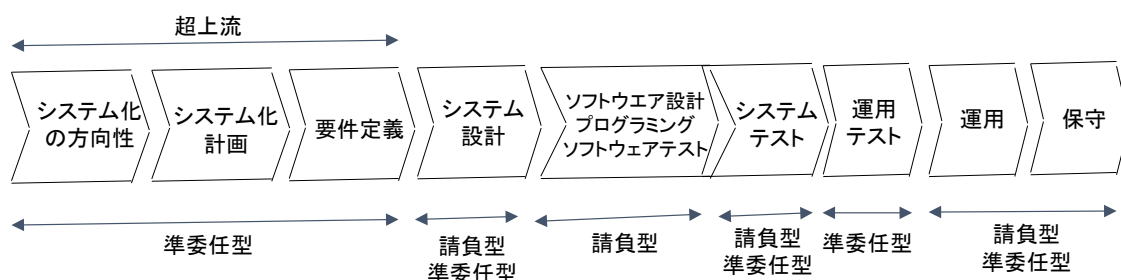 超上流
システム化
の方向性
システム化
計画
要件定義
システム
設計
ソフトウエア設計
プログラミング
ソフトウェアテスト
システム
テスト
運用
テスト
運用
保守
準委任型
請負型
準委任型
請負型
請負型
準委任型
準委任型
請負型
準委任型